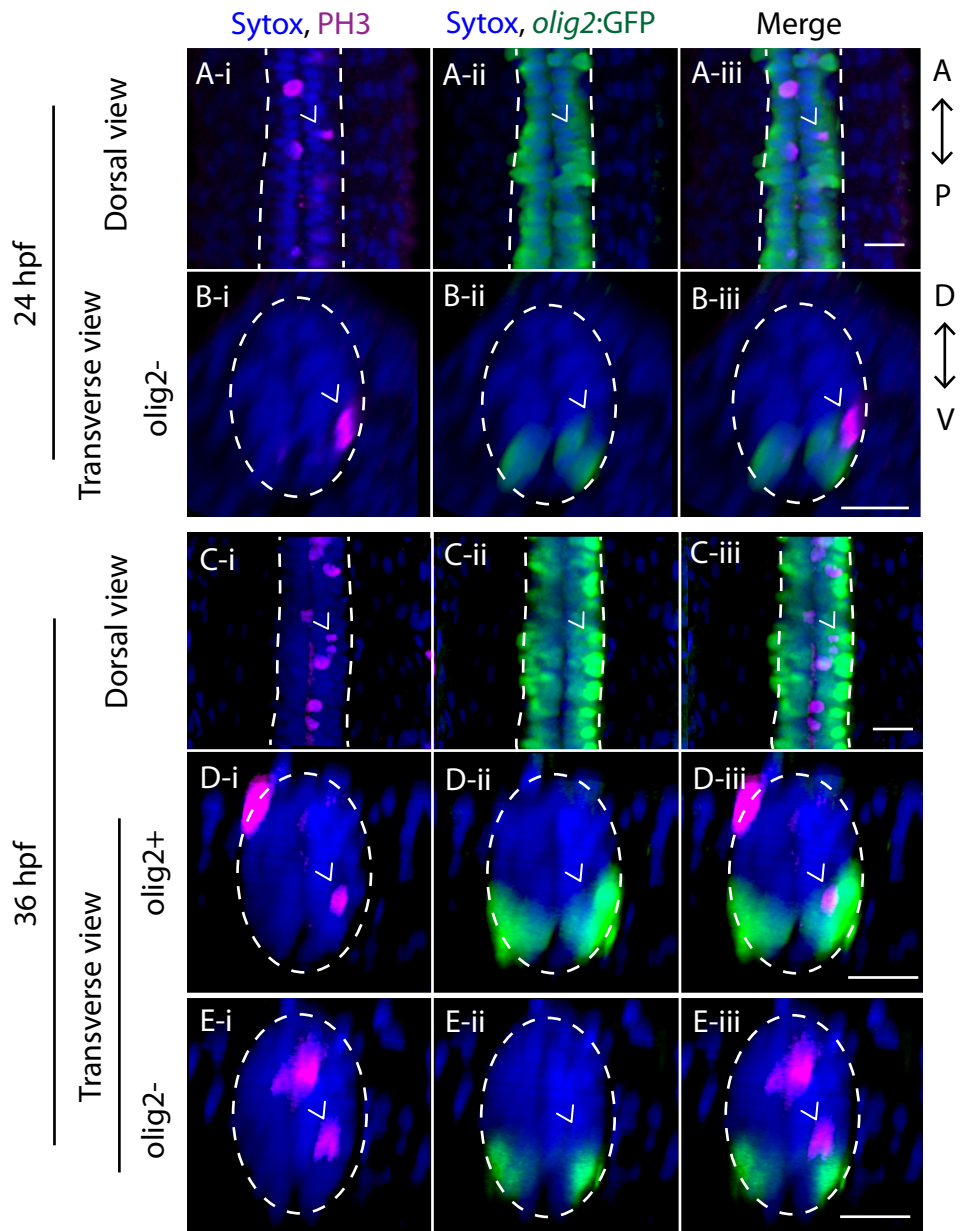 Sytox, PH3
Sytox, olig2:GFP
Merge
24 hpf
Dorsal view
A-i
A-ii
A-iii
A
P
Transverse view
olig2-
B-i
B-ii
B-iii
D
V
36 hpf
Dorsal view
C-i
C-ii
C-iii
Transverse view
olig2+
D-i
D-ii
D-iii
olig2-
E-i
E-ii
E-iii